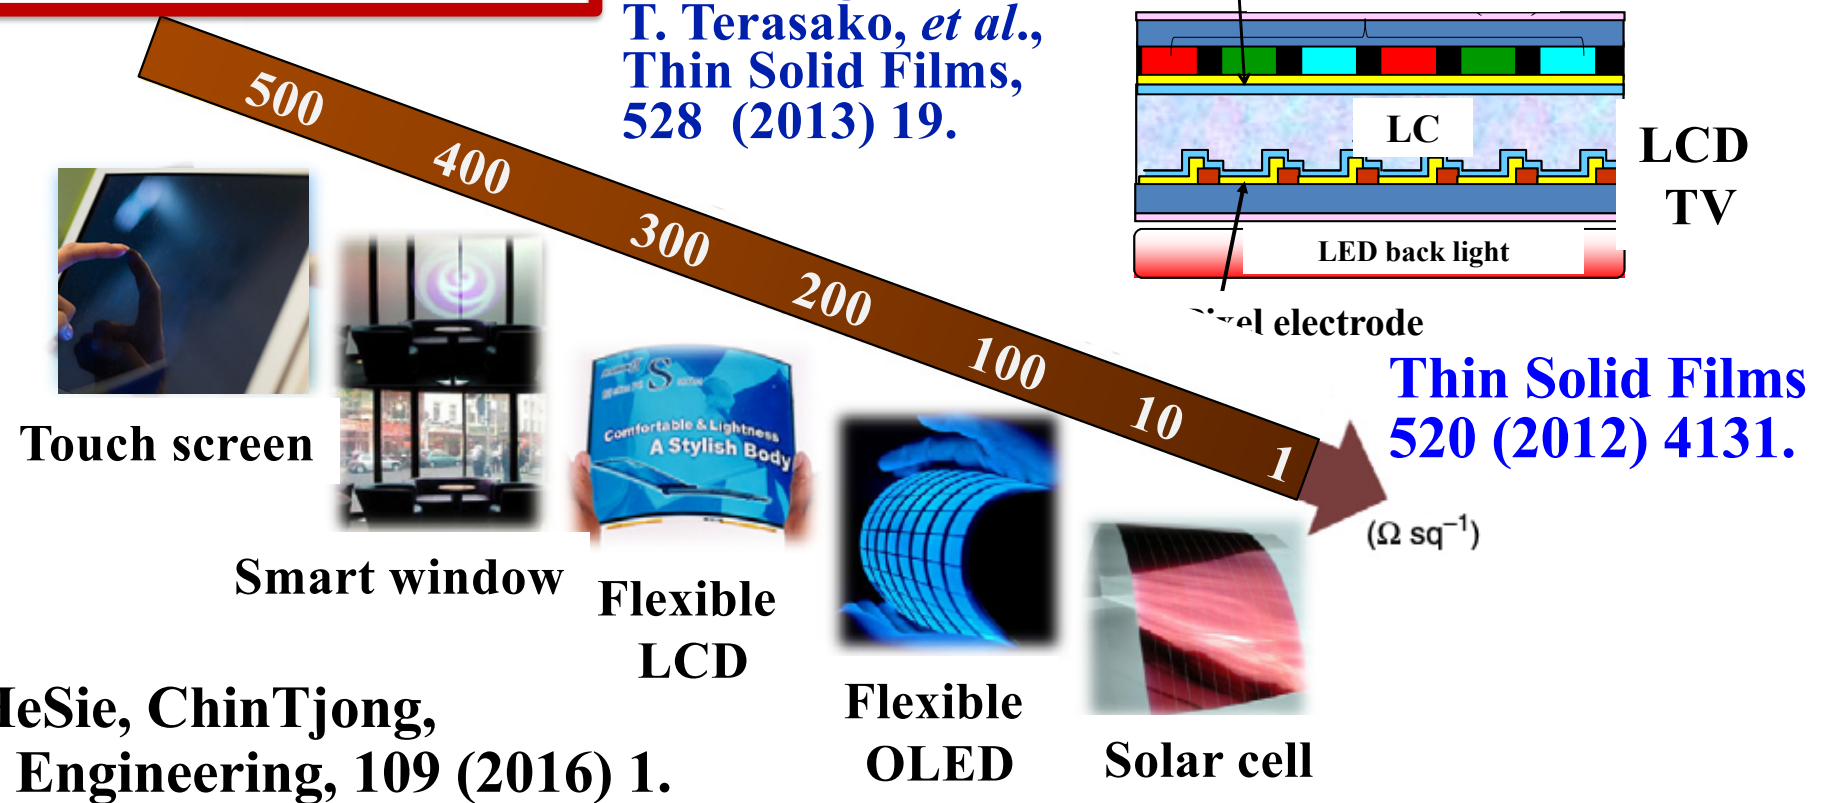 T. Terasako, et al.,
Thin Solid Films,
528 (2013) 19.
500
400
300
200
100
10
1
(Ω sq⁻¹)
LC
LCD
TV
LED back light
electrode
Thin Solid Films
520 (2012) 4131.
Touch screen
Smart window
S
Comfortable & Lightness
A Stylish Body
Flexible
LCD
Flexible
OLED
Solar cell
ChinTjong,
Engineering, 109 (2016) 1.